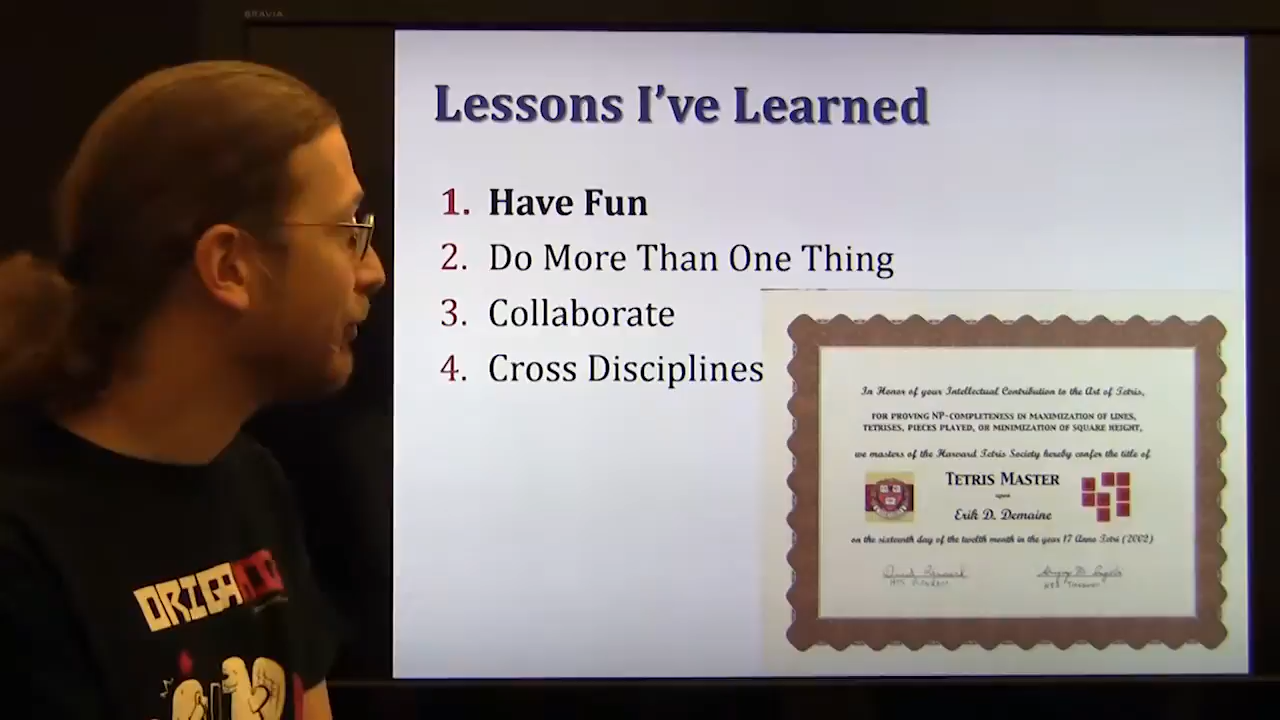 BRAVIA
Lessons I've Learned
1. Have Fun
2. Do More Than One Thing
3. Collaborate
4. Cross Disciplines
In Honor of your Intellectual Contribution to the Art of Tetris,
FOR PROVING NP-COMPLETENESS IN MAXIMIZATION OF LINES,
TETRISES, PIECES PLAYED, OR MINIMIZATION OF SQUARE HEIGHT,
we masters of the Harvard Tetris Society hereby confer the title of
TETRIS MASTER
upon
Erik D. Demaine
on the sixteenth day of the twelfth month in the year 17 Anno Tetri (2002)
ORIGAMIC